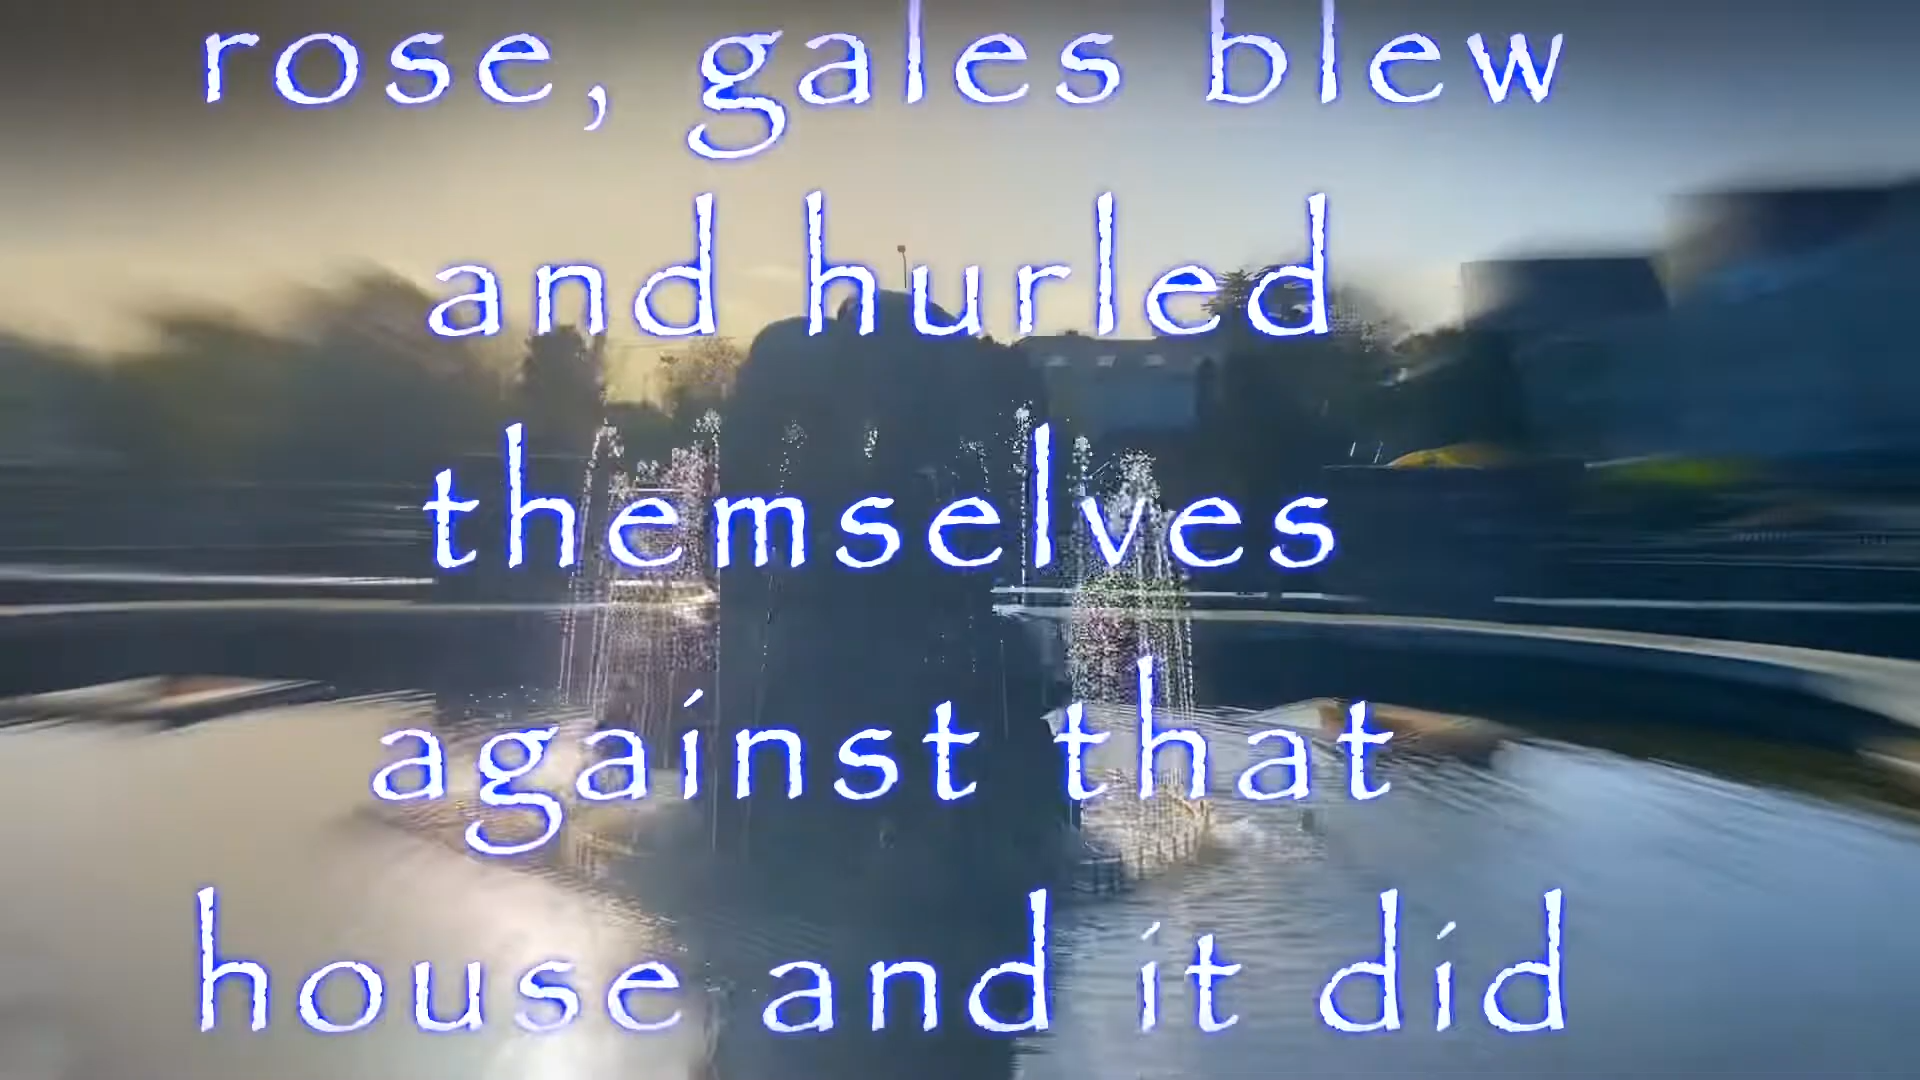 rose, gales blew
and hurled
themselves
against that
house and it did